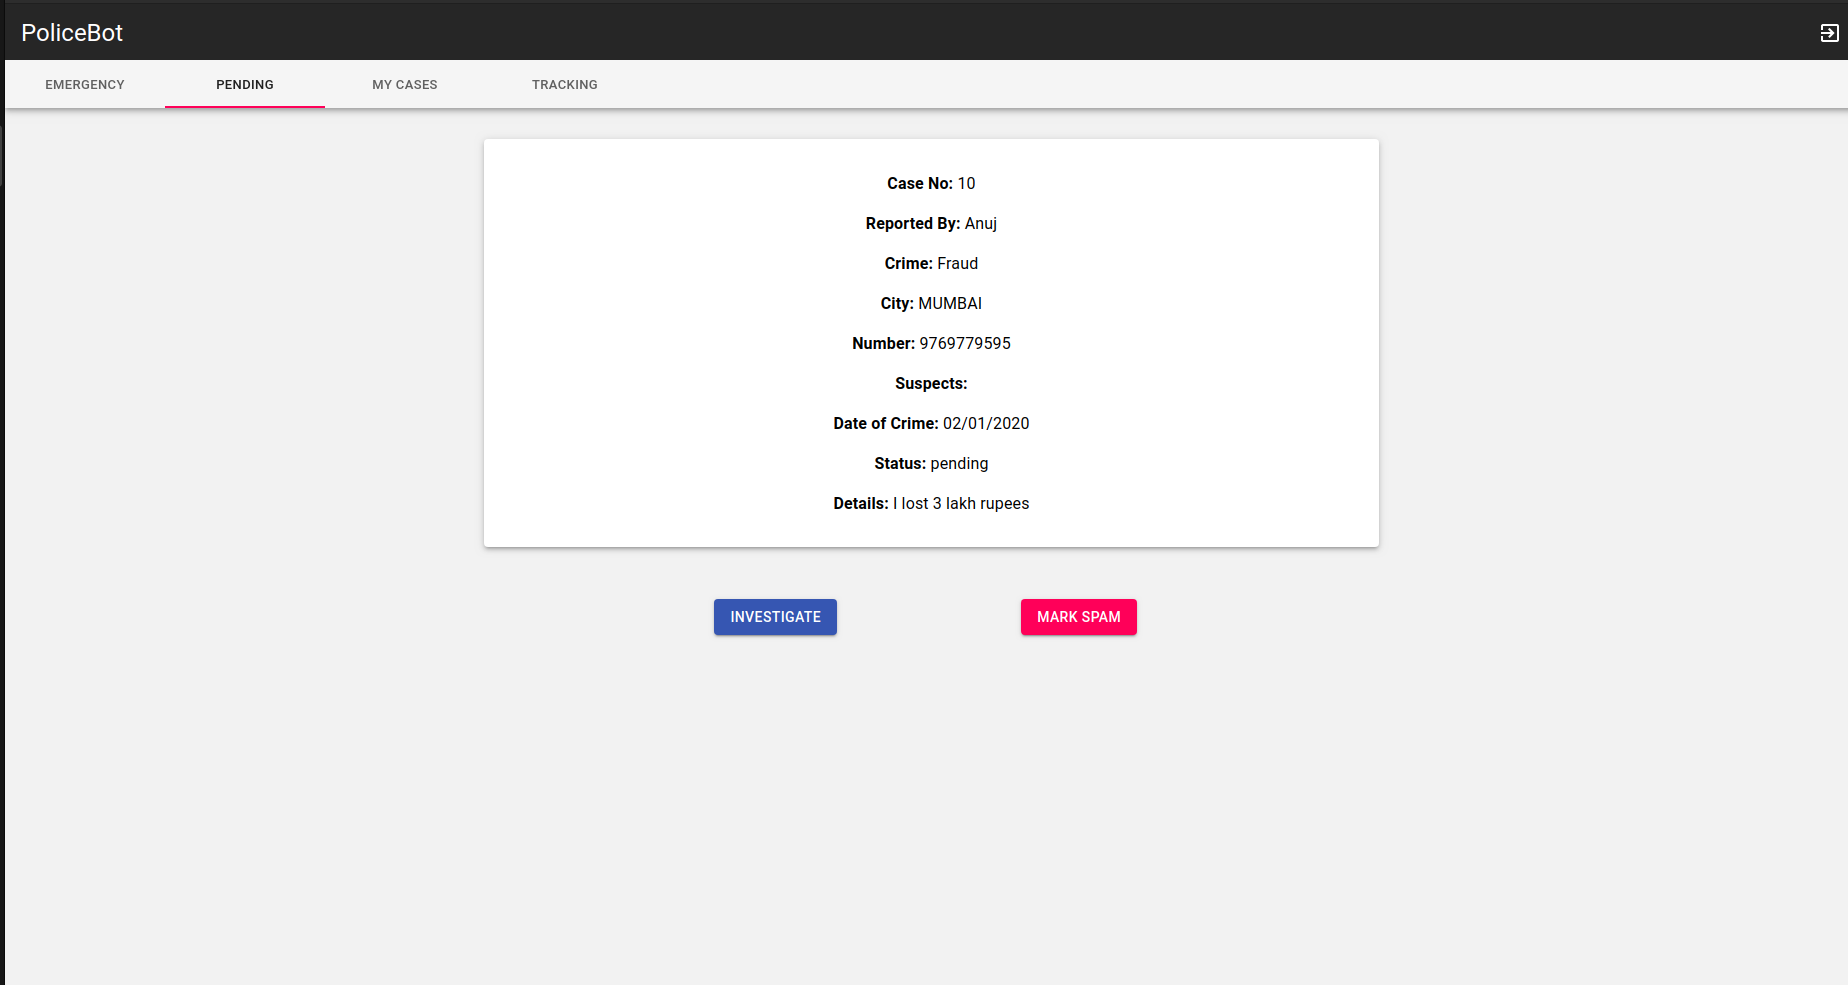 PoliceBot
EMERGENCY PENDING MY CASES TRACKING
Case No: 10
Reported By: Anuj
Crime: Fraud
City: MUMBAI
Number: 9769779595
Suspects:
Date of Crime: 02/01/2020
Status: pending
Details: I lost 3 lakh rupees
INVESTIGATE MARK SPAM